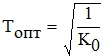 Tопт = √(1/K0)